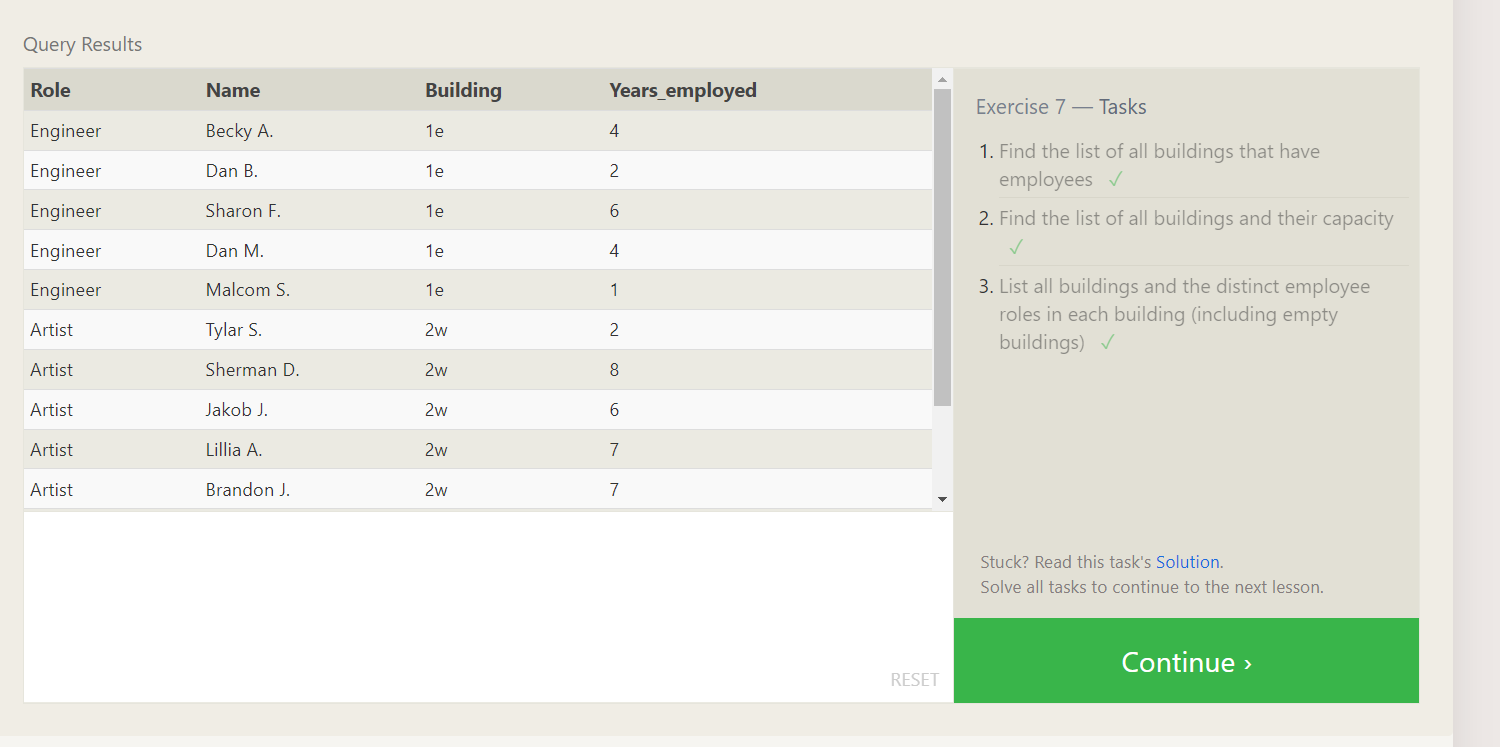 Query Results
Role Name Building Years_employed
Engineer Becky A. 1e 4
Engineer Dan B. 1e 2
Engineer Sharon F. 1e 6
Engineer Dan M. 1e 4
Engineer Malcom S. 1e 1
Artist Tylar S. 2w 2
Artist Sherman D. 2w 8
Artist Jakob J. 2w 6
Artist Lillia A. 2w 7
Artist Brandon J. 2w 7
RESET
Exercise 7 — Tasks
1. Find the list of all buildings that have
employees ✓
2. Find the list of all buildings and their capacity
✓
3. List all buildings and the distinct employee
roles in each building (including empty
buildings) ✓
Stuck? Read this task's Solution.
Solve all tasks to continue to the next lesson.
Continue ›